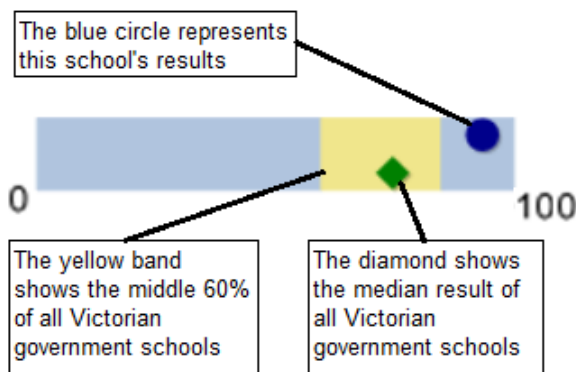 The blue circle represents
this school's results
0
100
The yellow band
shows the middle 60%
of all Victorian
government schools
The diamond shows
the median result of
all Victorian
government schools